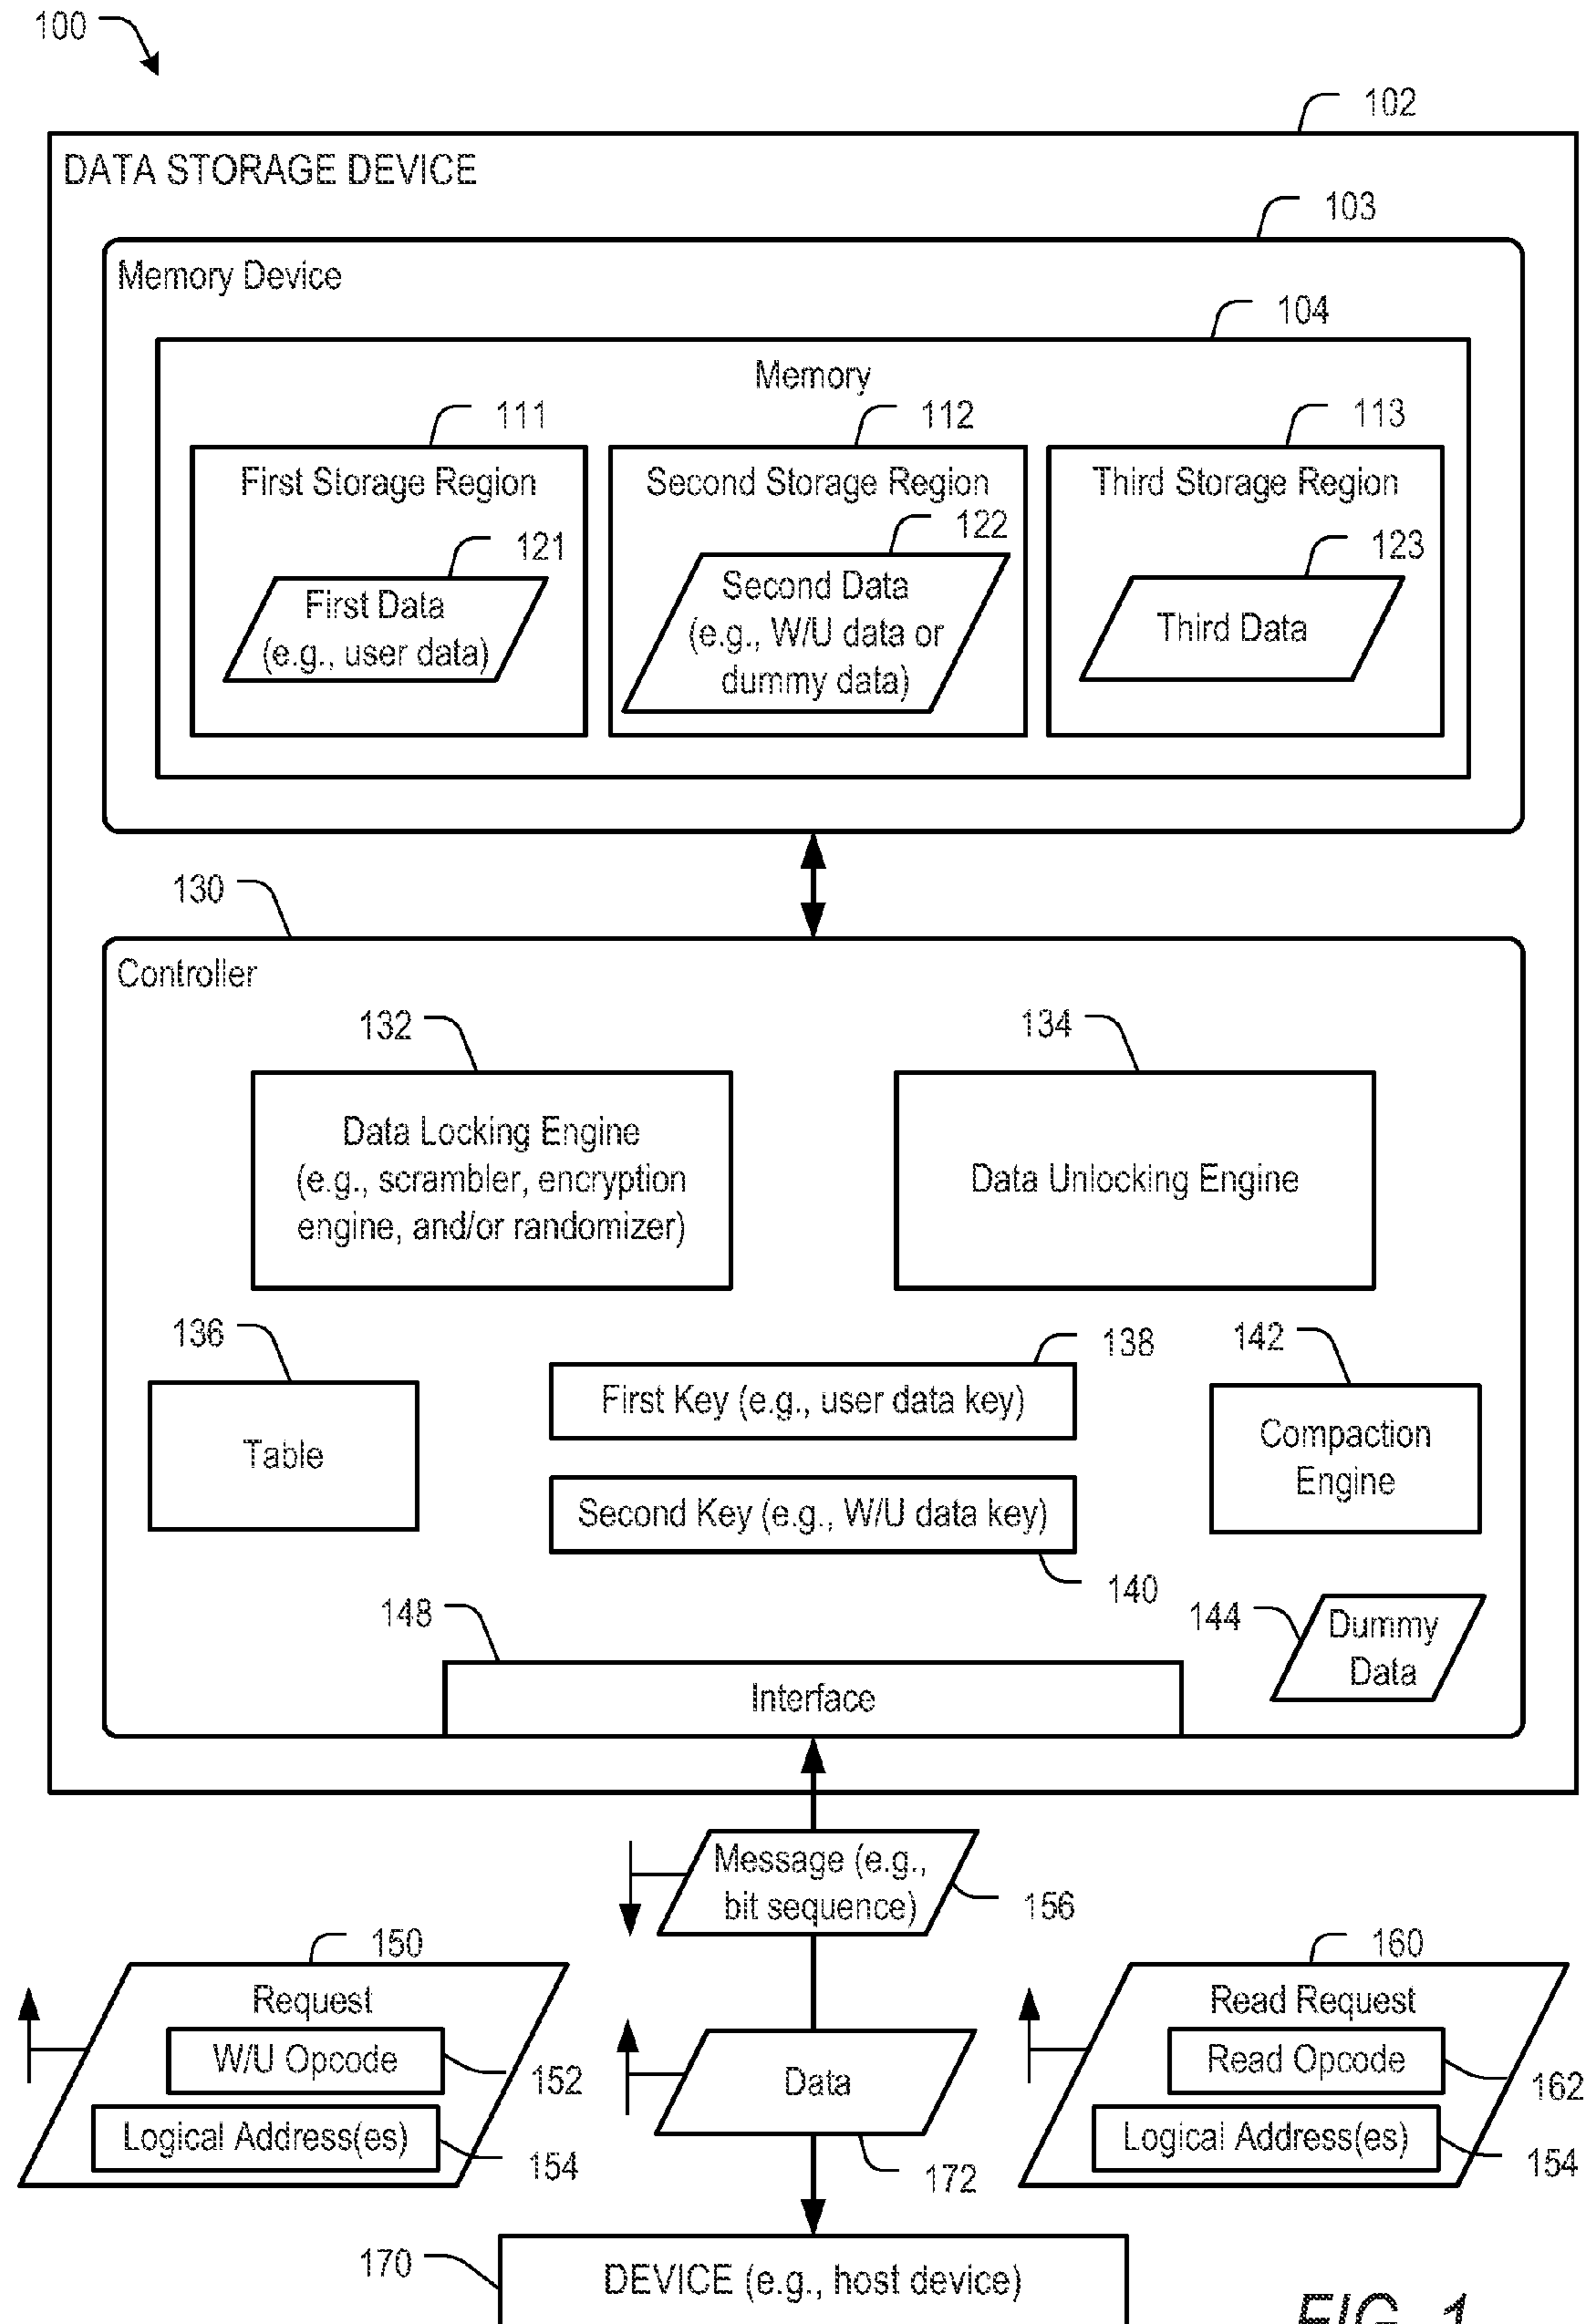 100
102
DATA STORAGE DEVICE
103
Memory Device
104
Memory
111
112
113
First Storage Region
Second Storage Region
Third Storage Region
121
122
123
First Data
(e.g., user data)
Second Data
(e.g., W/U data or
dummy data)
Third Data
130
Controller
132
134
Data Locking Engine
(e.g., scrambler, encryption
engine, and/or randomizer)
Data Unlocking Engine
136
138
142
Table
First Key (e.g., user data key)
Compaction
Engine
Second Key (e.g., W/U data key)
140
148
144
Dummy
Data
Interface
Message (e.g.,
bit sequence)
156
150
160
Request
W/U Opcode
152
Logical Address(es)
154
Data
172
Read Request
Read Opcode
162
Logical Address(es)
154
170
DEVICE (e.g., host device)
FIG. 1